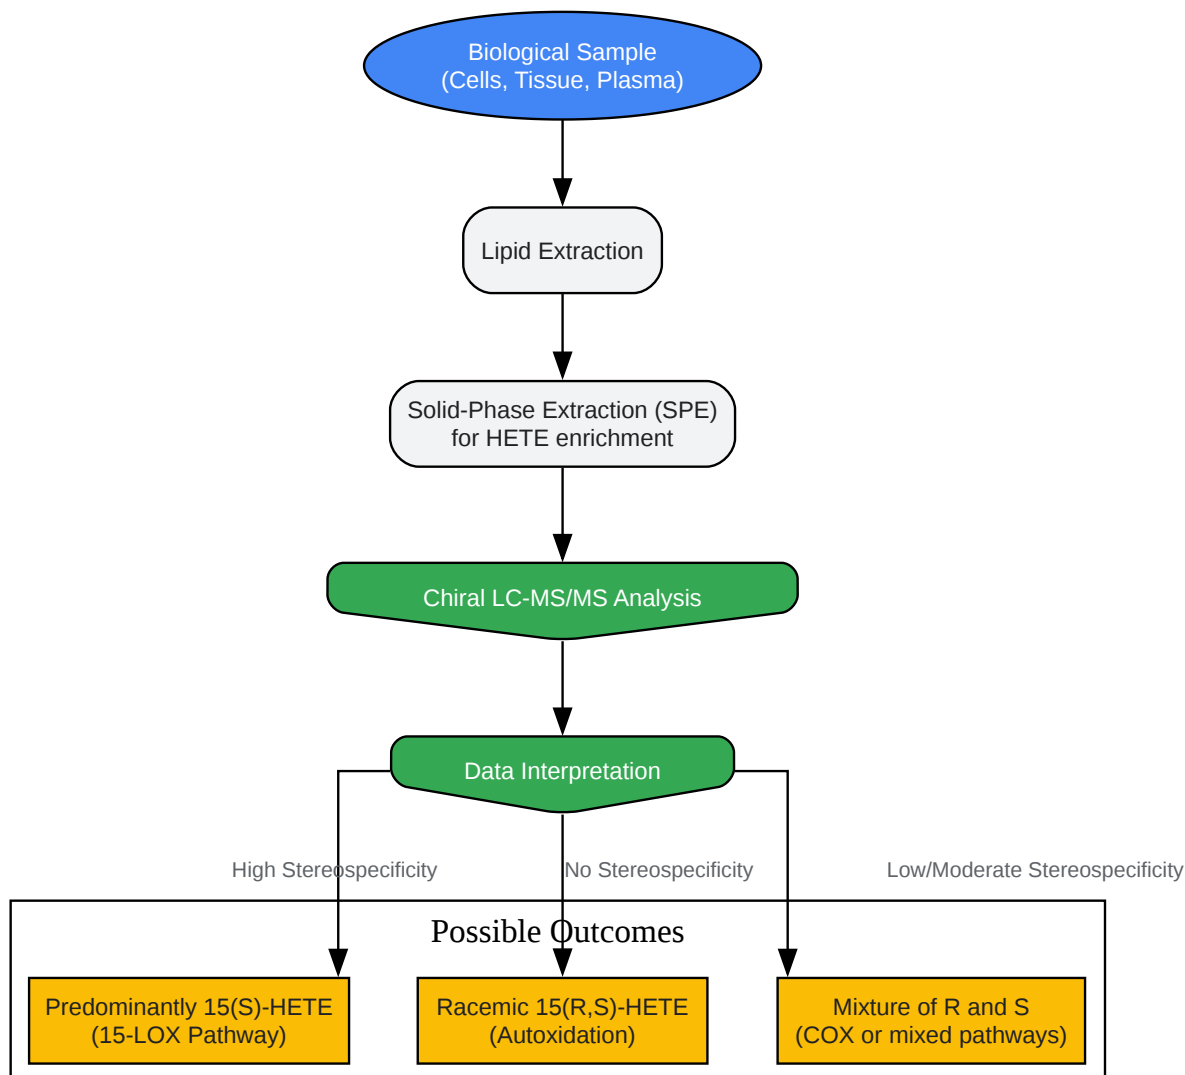 Biological Sample
(Cells, Tissue, Plasma)
Lipid Extraction
Solid-Phase Extraction (SPE)
for HETE enrichment
Chiral LC-MS/MS Analysis
Data Interpretation
High Stereospecificity
No Stereospecificity
Low/Moderate Stereospecificity
Possible Outcomes
Predominantly 15(S)-HETE
(15-LOX Pathway)
Racemic 15(R,S)-HETE
(Autoxidation)
Mixture of R and S
(COX or mixed pathways)